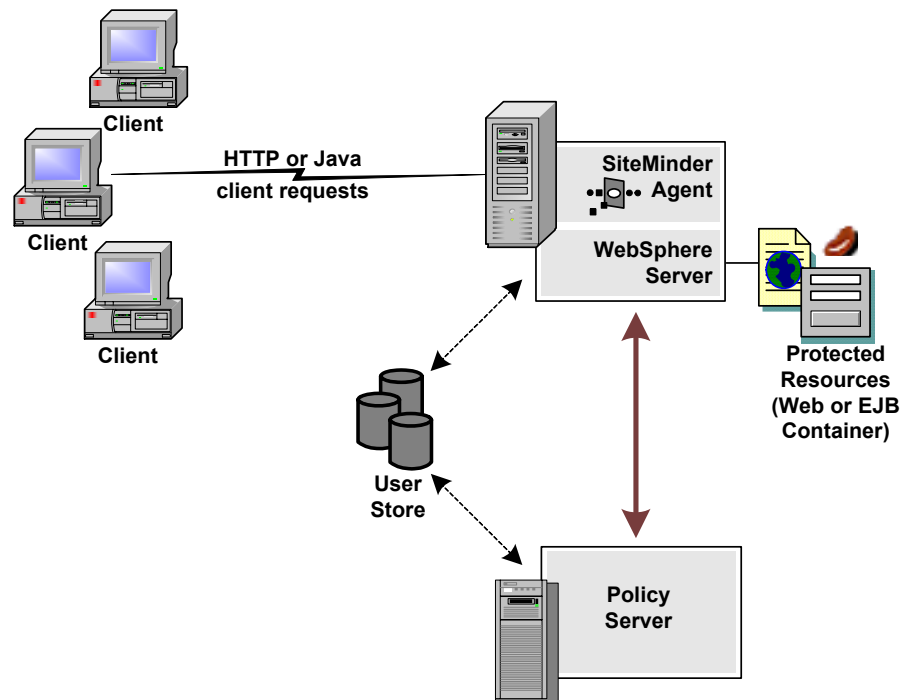 Client
HTTP or Java
client requests
Client
Client
SiteMinder
Agent
WebSphere
Server
Protected
Resources
(Web or EJB
Container)
User
Store
Policy
Server